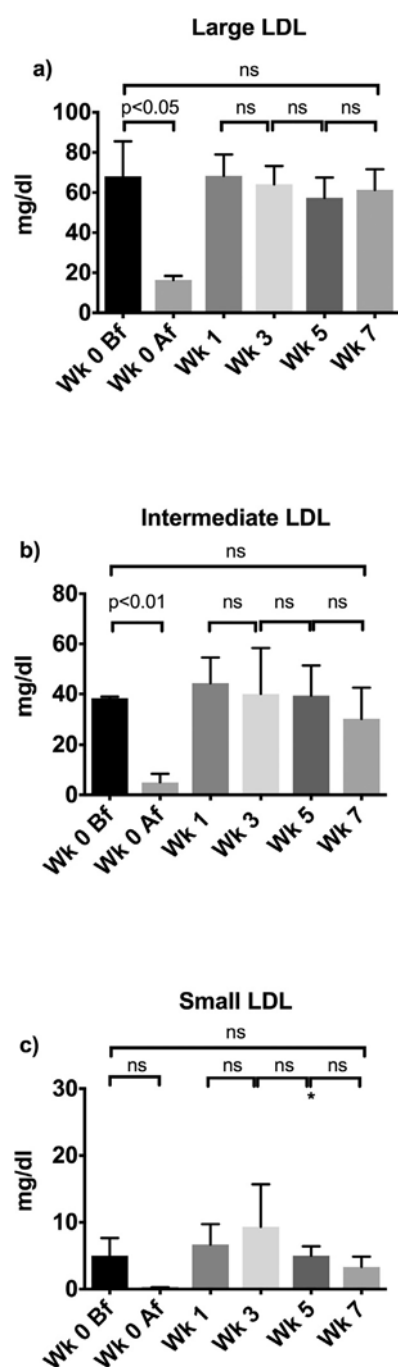 Large LDL
a)
ns
p<0.05 ns ns ns
100
80
60
40
20
0
mg/dl
Wk 0 Bf Wk 0 Af Wk 1 Wk 3 Wk 5 Wk 7
Intermediate LDL
b)
ns
p<0.01 ns ns ns
80
60
40
20
0
mg/dl
Wk 0 Bf Wk 0 Af Wk 1 Wk 3 Wk 5 Wk 7
Small LDL
c)
ns
ns ns ns ns
*
30
20
10
0
mg/dl
Wk 0 Bf Wk 0 Af Wk 1 Wk 3 Wk 5 Wk 7